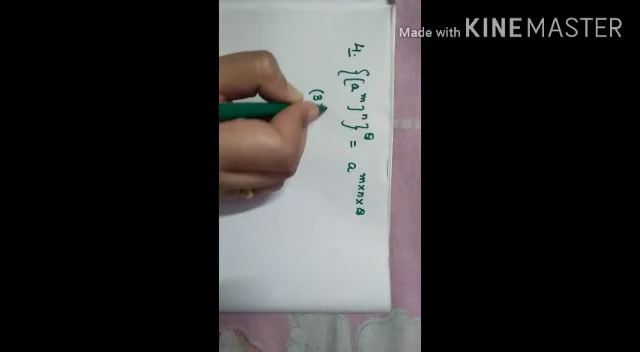 Made with KINEMASTER
4. {(a^m)^n}^Q = a^m×n×Q
(3